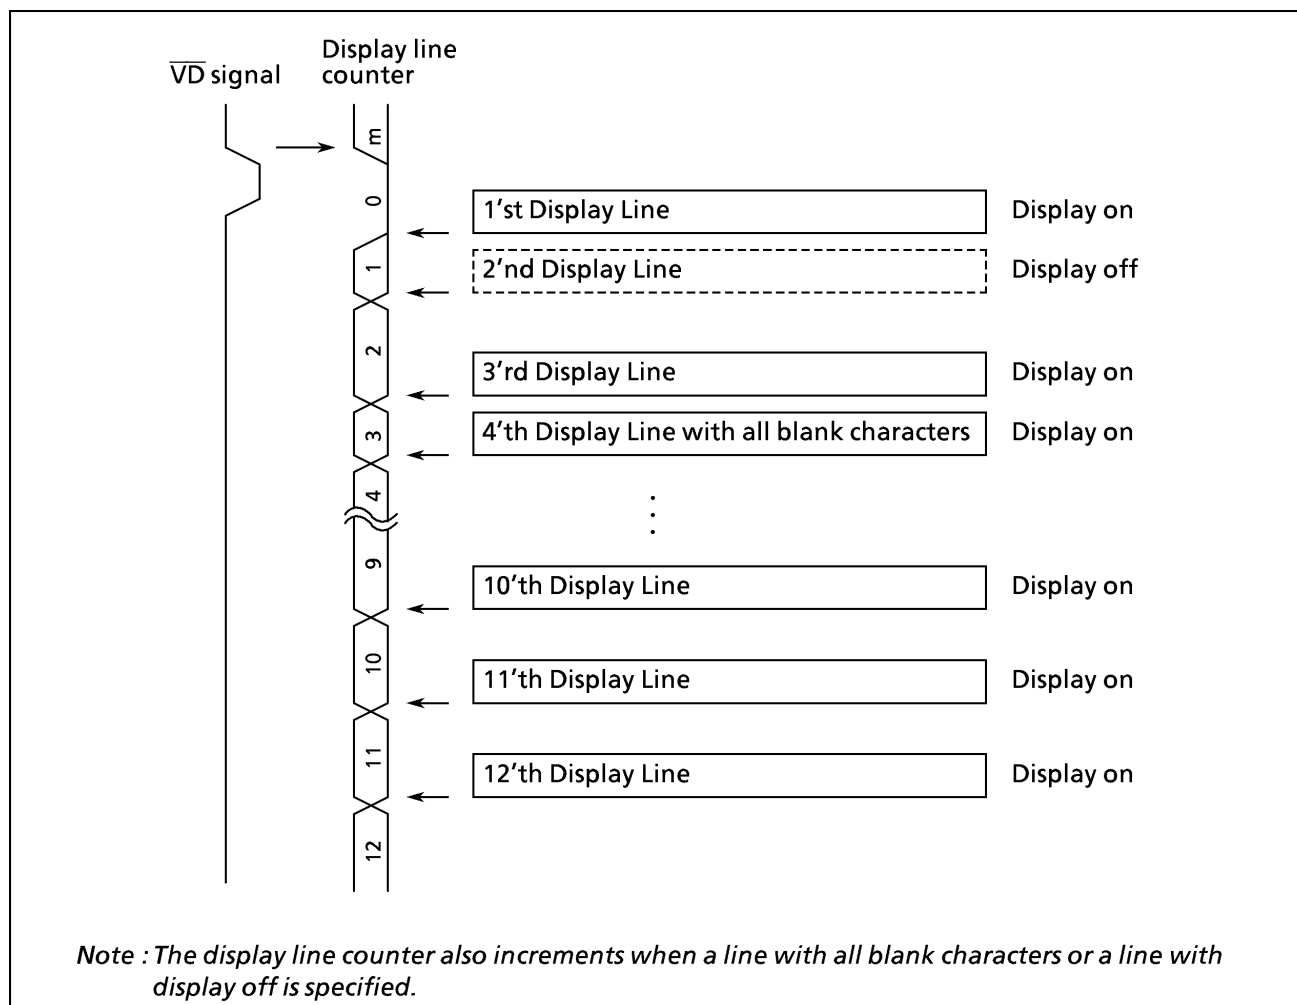 Display line
counter
V̅D̅ signal
m
0
1'st Display Line Display on
1
2'nd Display Line Display off
2
3'rd Display Line Display on
3
4'th Display Line with all blank characters Display on
4
9
10'th Display Line Display on
10
11'th Display Line Display on
11
12'th Display Line Display on
12
Note : The display line counter also increments when a line with all blank characters or a line with
display off is specified.